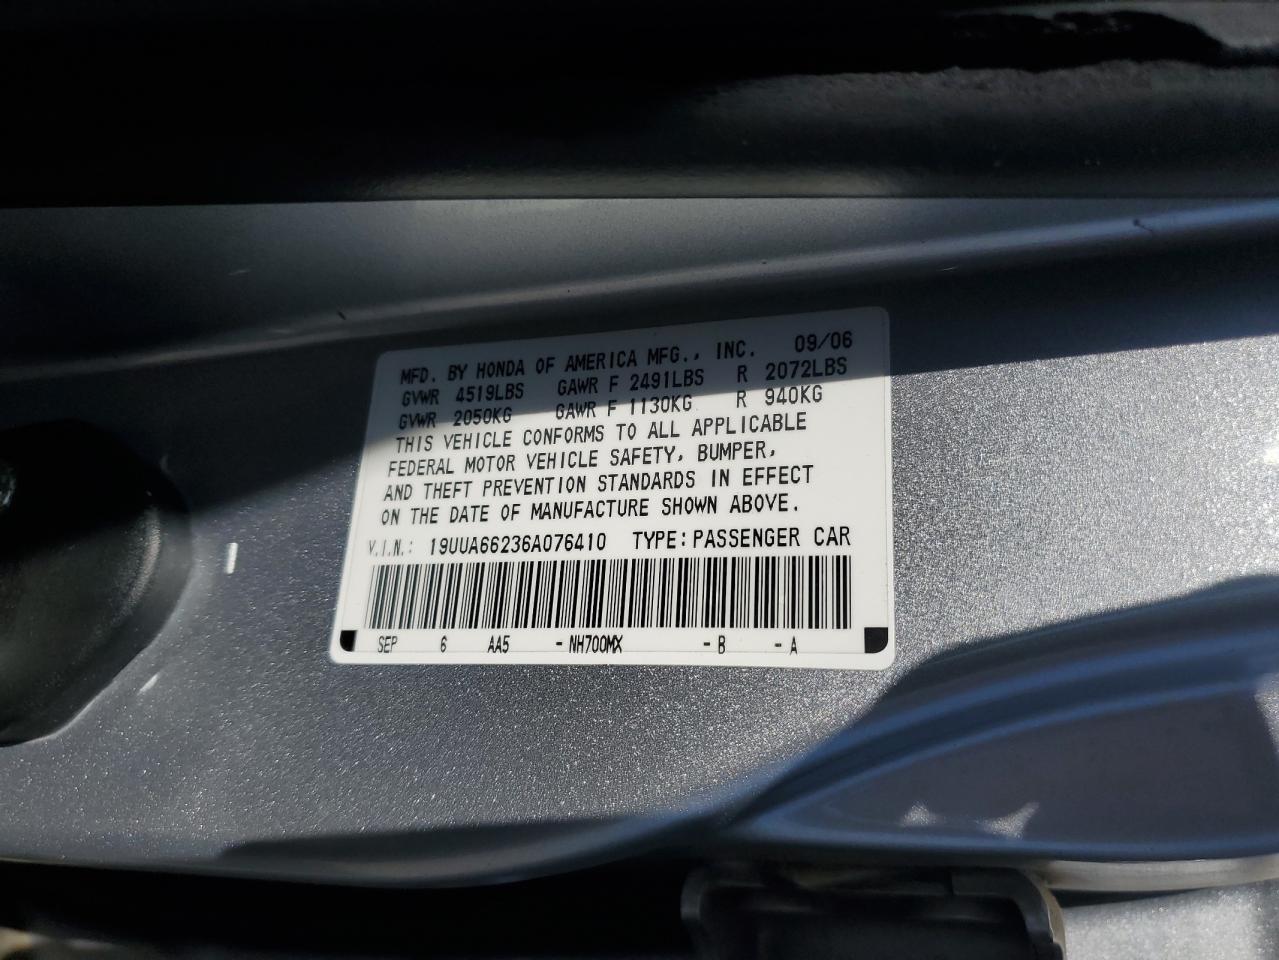 MFD. BY HONDA OF AMERICA MFG., INC. 09/06
GVWR 4519LBS GAWR F 2491LBS R 2072LBS
GVWR 2050KG GAWR F 1130KG R 940KG
THIS VEHICLE CONFORMS TO ALL APPLICABLE
FEDERAL MOTOR VEHICLE SAFETY, BUMPER,
AND THEFT PREVENTION STANDARDS IN EFFECT
ON THE DATE OF MANUFACTURE SHOWN ABOVE.
V.I.N.: 19UUA66236A076410 TYPE: PASSENGER CAR
SEP 6 AA5 -NH700MX -B -A